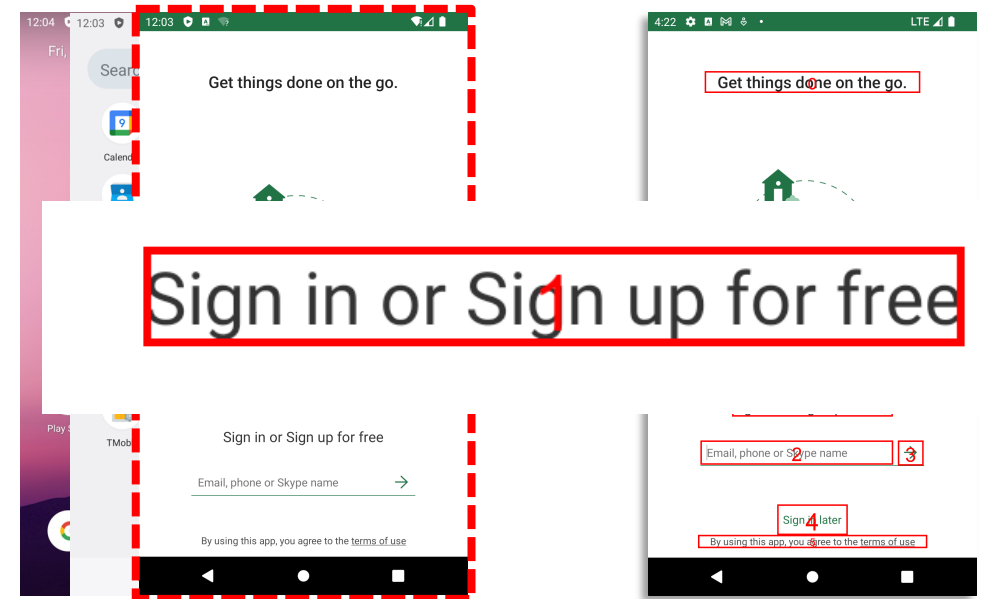 12:04
12:03
12:03
4:22
LTE
Fri,
Sear
Get things done on the go.
Get things done on the go.
0
9
Calend
Sign in or Sign up for free
1
Play S
Sign in or Sign up for free
TMob
Email, phone or Skype name
2
3
Email, phone or Skype name
Sign in later
4
By using this app, you agree to the terms of use
By using this app, you agree to the terms of use